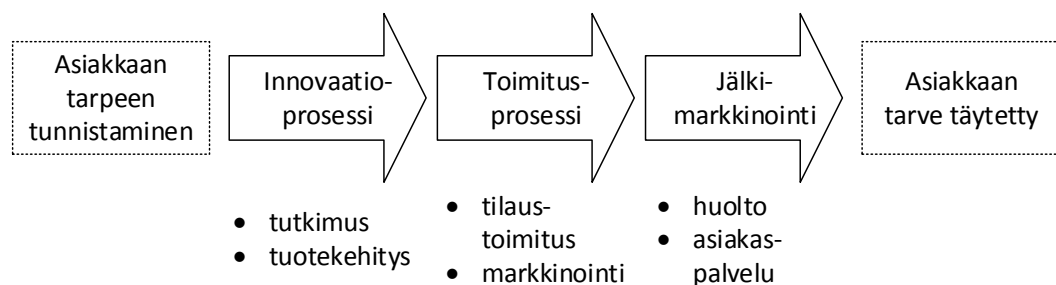 Asiakkaan
tarpeen
tunnistaminen
Innovaatio-
prosessi
Toimitus-
prosessi
Jälki-
markkinointi
Asiakkaan
tarve täytetty
• tutkimus
• tuotekehitys
• tilaus-
toimitus
• markkinointi
• huolto
• asiakas-
palvelu